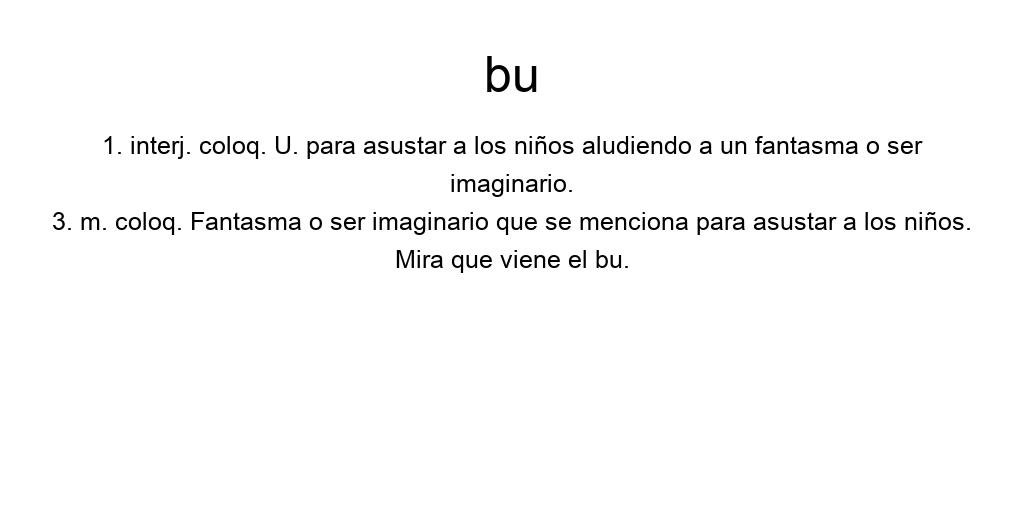 bu
1. interj. coloq. U. para asustar a los niños aludiendo a un fantasma o ser
imaginario.
3. m. coloq. Fantasma o ser imaginario que se menciona para asustar a los niños.
Mira que viene el bu.